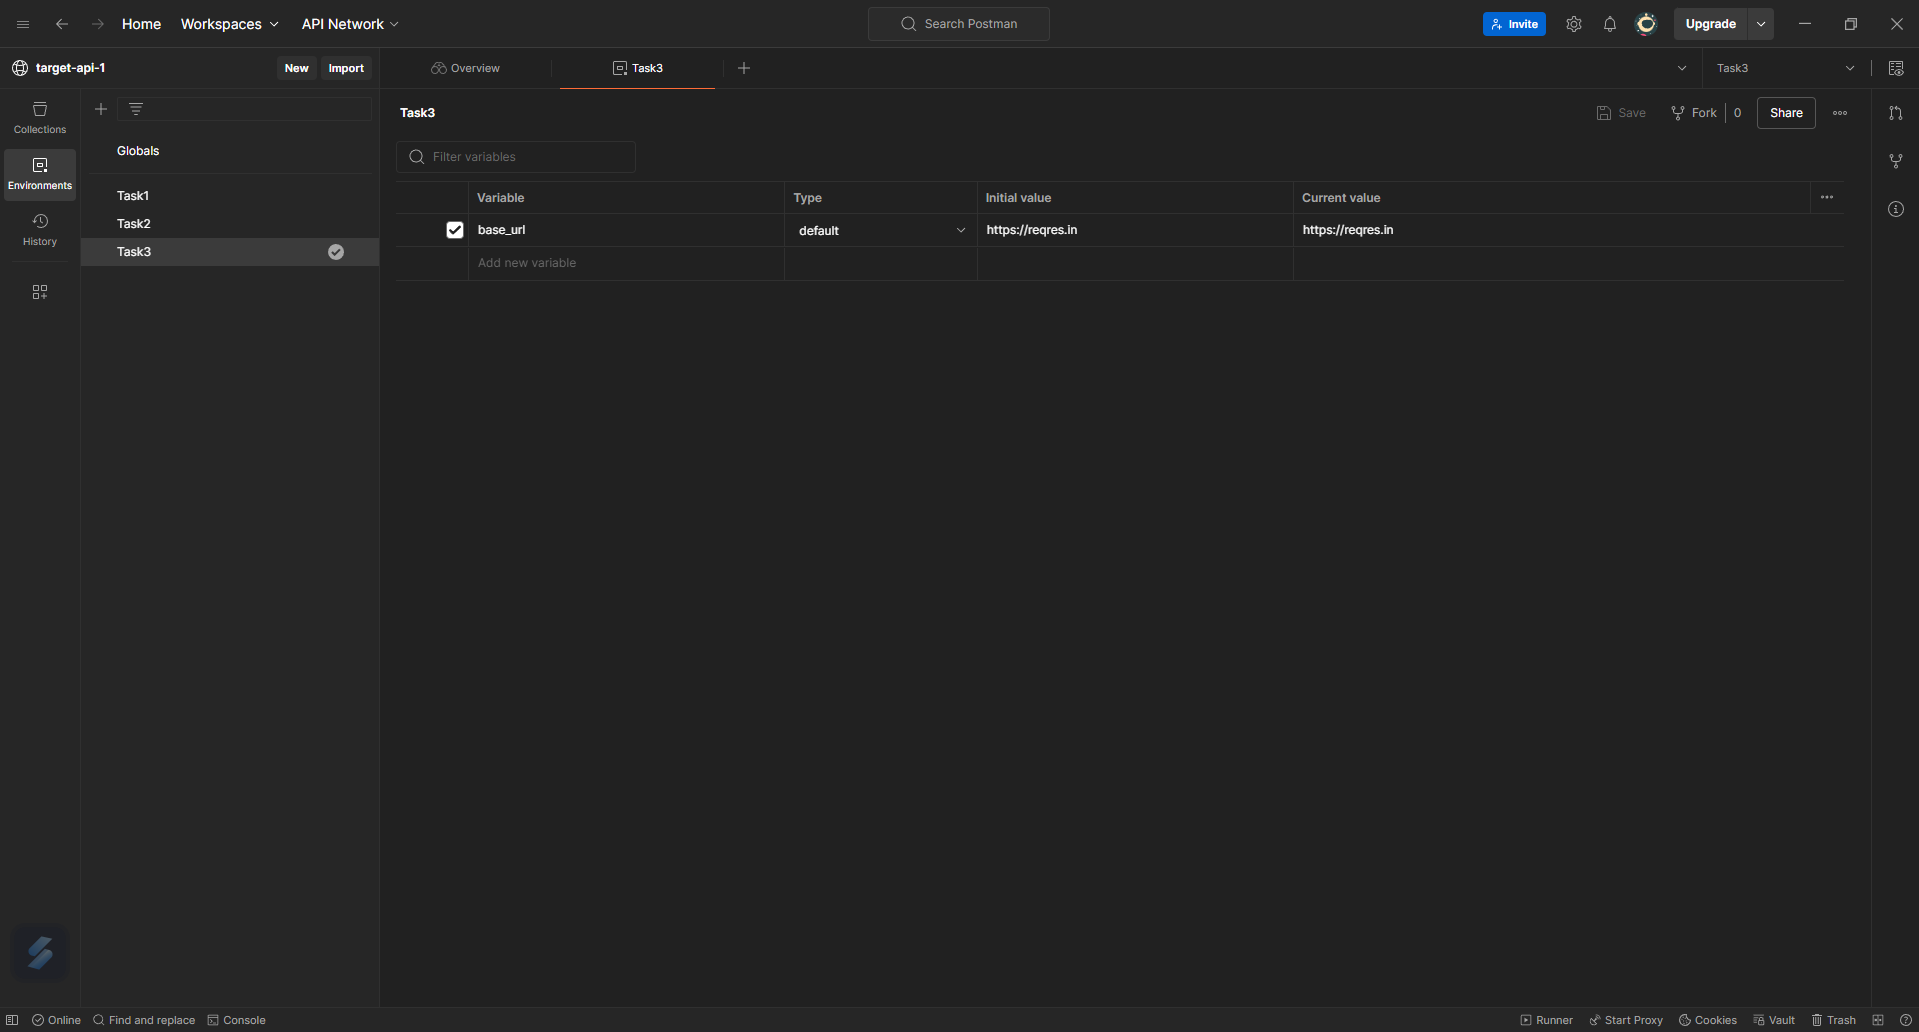 Home Workspaces API Network Search Postman Invite Upgrade
target-api-1 New Import Overview Task3 Task3
Collections
Environments
History
Globals
Task1
Task2
Task3
Task3 Save Fork 0 Share
Filter variables
Variable Type Initial value Current value
base_url default https://reqres.in https://reqres.in
Add new variable
Online Find and replace Console Runner Start Proxy Cookies Vault Trash